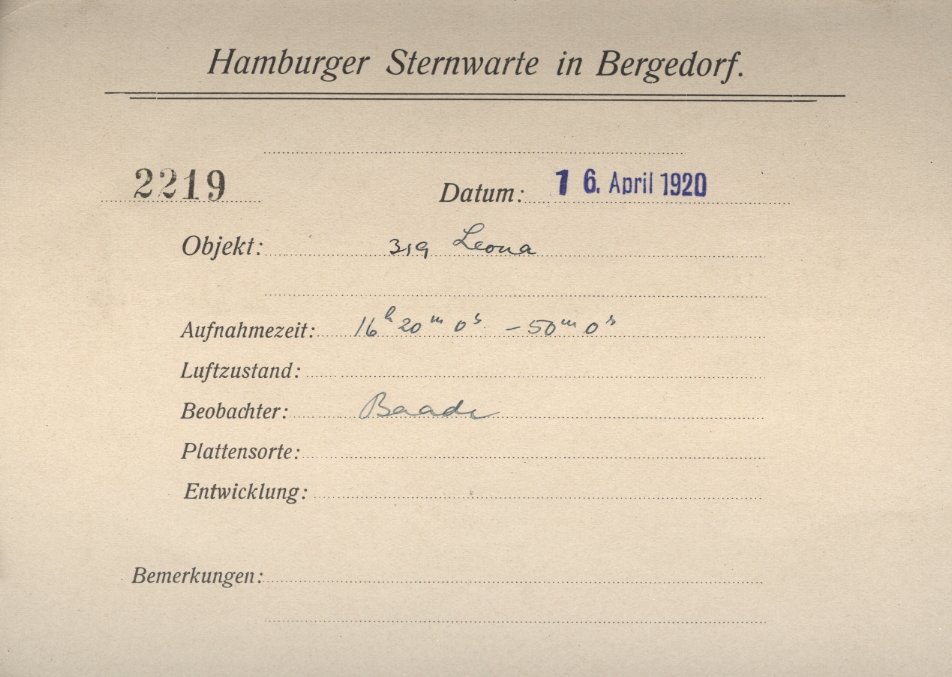 Hamburger Sternwarte in Bergedorf.
2219 Datum: 16. April 1920
Objekt: 319 Leona
Aufnahmezeit: 16h 20m 0s - 50m 0s
Luftzustand:
Beobachter: Baade
Plattensorte:
Entwicklung:
Bemerkungen: